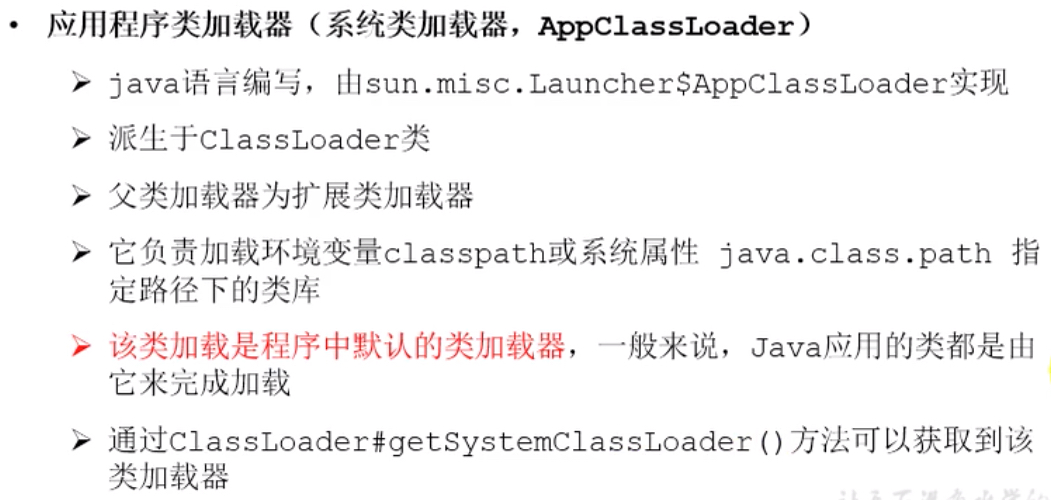 • 应用程序类加载器（系统类加载器，AppClassLoader）
➢ java语言编写，由sun.misc.Launcher$AppClassLoader实现
➢ 派生于ClassLoader类
➢ 父类加载器为扩展类加载器
➢ 它负责加载环境变量classpath或系统属性 java.class.path 指
定路径下的类库
➢ 该类加载是程序中默认的类加载器，一般来说，Java应用的类都是由
它来完成加载
➢ 通过ClassLoader#getSystemClassLoader()方法可以获取到该
类加载器